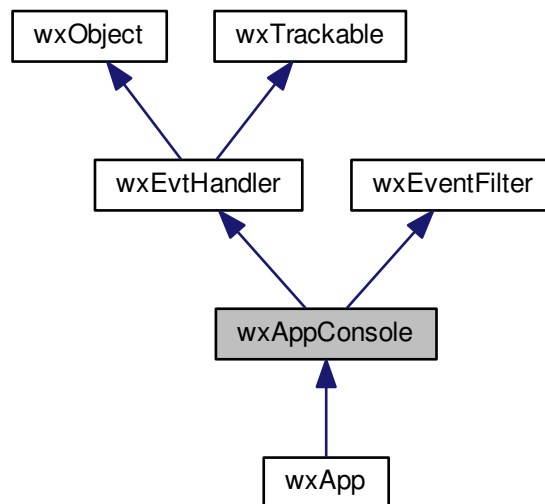 wxObject
wxTrackable
wxEvtHandler
wxEventFilter
wxAppConsole
wxApp